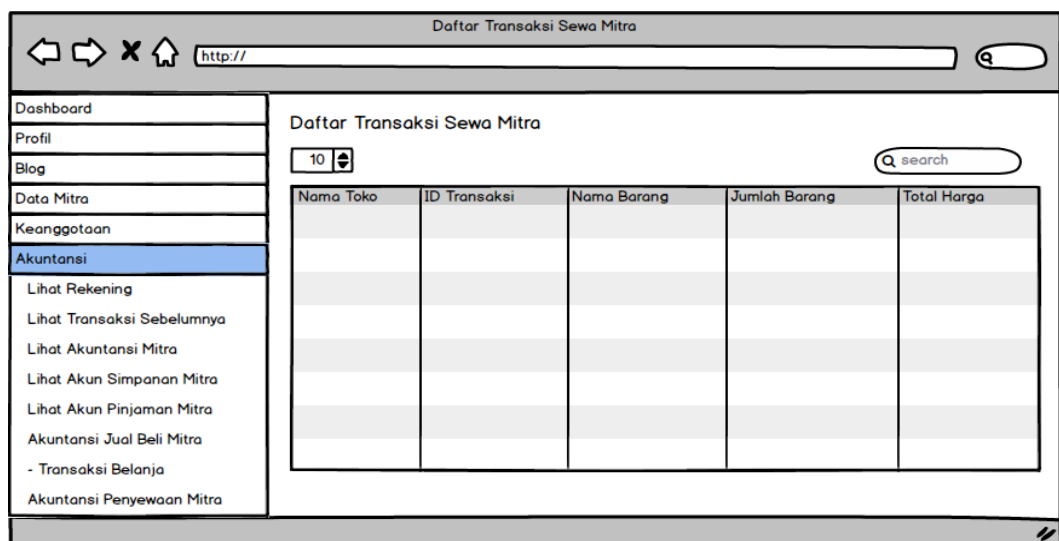 Daftar Transaksi Sewa Mitra
http://
Dashboard
Profil
Blog
Data Mitra
Keanggotaan
Akuntansi
Lihat Rekening
Lihat Transaksi Sebelumnya
Lihat Akuntansi Mitra
Lihat Akun Simpanan Mitra
Lihat Akun Pinjaman Mitra
Akuntansi Jual Beli Mitra
- Transaksi Belanja
Akuntansi Penyewaan Mitra
Daftar Transaksi Sewa Mitra
10 search
Nama Toko ID Transaksi Nama Barang Jumlah Barang Total Harga